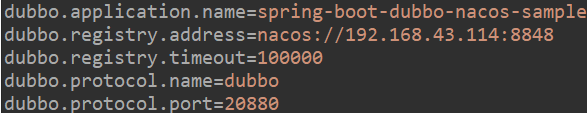 dubbo.application.name=spring-boot-dubbo-nacos-sample
dubbo.registry.address=nacos://192.168.43.114:8848
dubbo.registry.timeout=100000
dubbo.protocol.name=dubbo
dubbo.protocol.port=20880